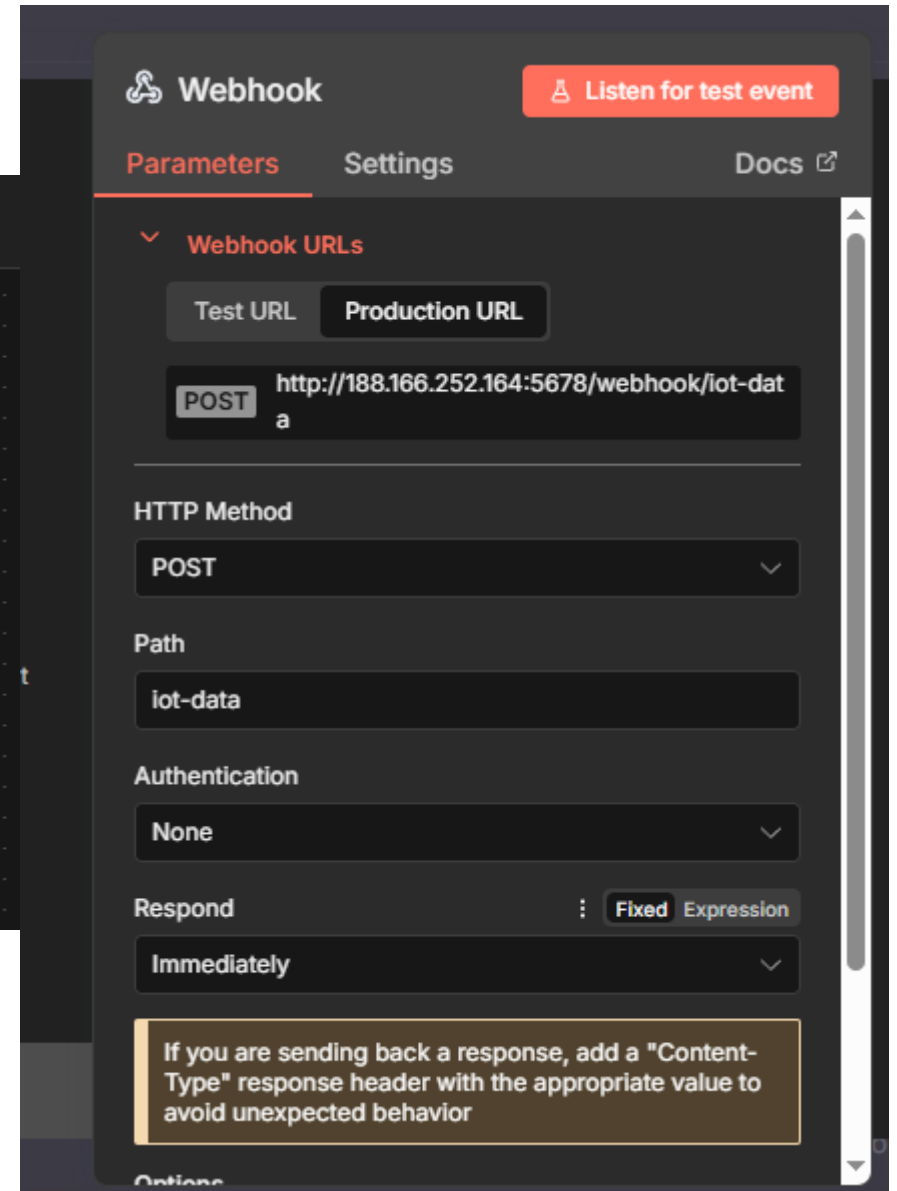 Webhook
Listen for test event
Parameters
Settings
Docs
Webhook URLs
Test URL
Production URL
POST
http://188.166.252.164:5678/webhook/iot-dat
a
HTTP Method
POST
Path
iot-data
Authentication
None
Respond
Fixed
Expression
Immediately
If you are sending back a response, add a "Content-
Type" response header with the appropriate value to
avoid unexpected behavior
Options
t